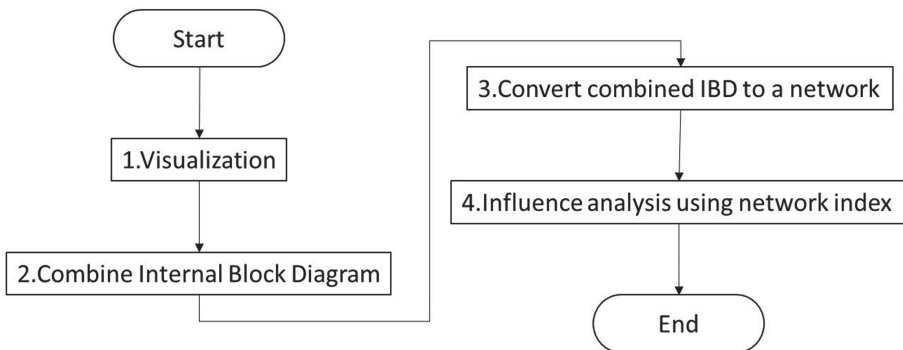 Start
1.Visualization
2.Combine Internal Block Diagram
3.Convert combined IBD to a network
4.Influence analysis using network index
End